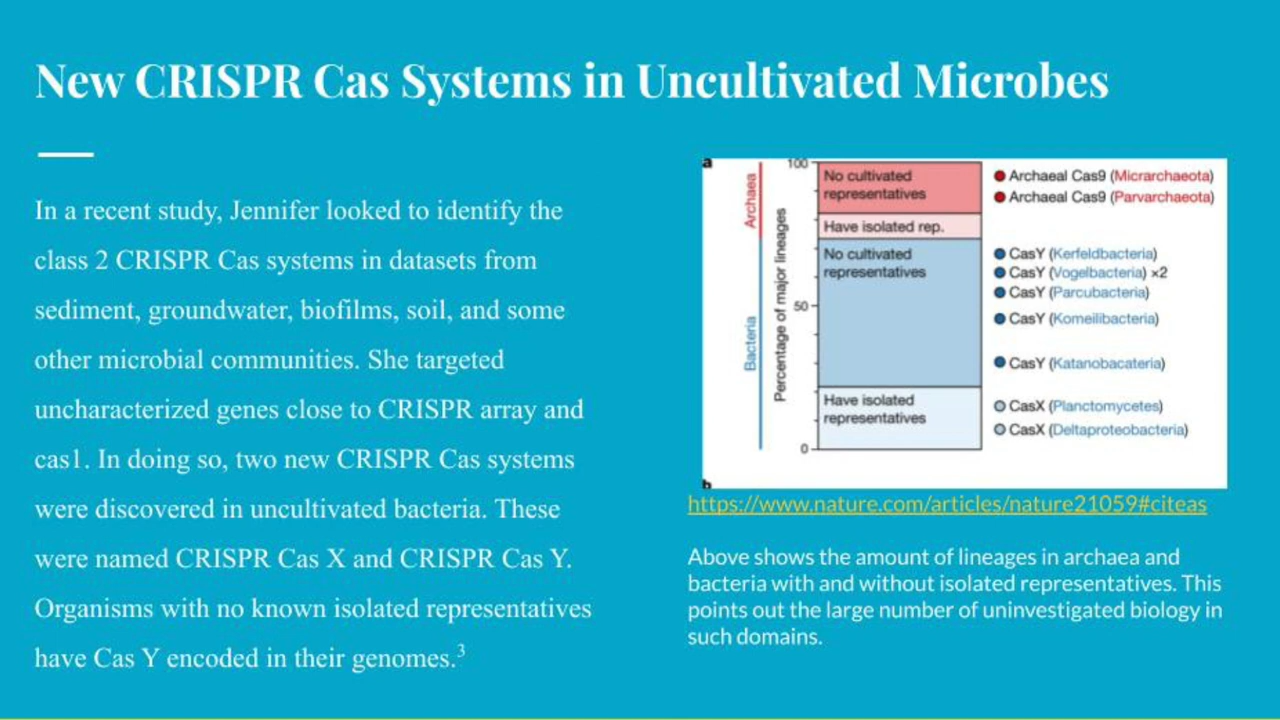 New CRISPR Cas Systems in Uncultivated Microbes
In a recent study, Jennifer looked to identify the
class 2 CRISPR Cas systems in datasets from
sediment, groundwater, biofilms, soil, and some
other microbial communities. She targeted
uncharacterized genes close to CRISPR array and
cas1. In doing so, two new CRISPR Cas systems
were discovered in uncultivated bacteria. These
were named CRISPR Cas X and CRISPR Cas Y.
Organisms with no known isolated representatives
have Cas Y encoded in their genomes.3
a
Archaea
Bacteria
Percentage of major lineages
100
50
0
No cultivated
representatives
Have isolated rep.
No cultivated
representatives
Have isolated
representatives
Archaeal Cas9 (Micrarchaeota)
Archaeal Cas9 (Parvarchaeota)
CasY (Kerfeldbacteria)
CasY (Vogelbacteria) ×2
CasY (Parcubacteria)
CasY (Komeilibacteria)
CasY (Katanobacateria)
CasX (Planctomycetes)
CasX (Deltaproteobacteria)
b
https://www.nature.com/articles/nature21059#citeas
Above shows the amount of lineages in archaea and
bacteria with and without isolated representatives. This
points out the large number of uninvestigated biology in
such domains.